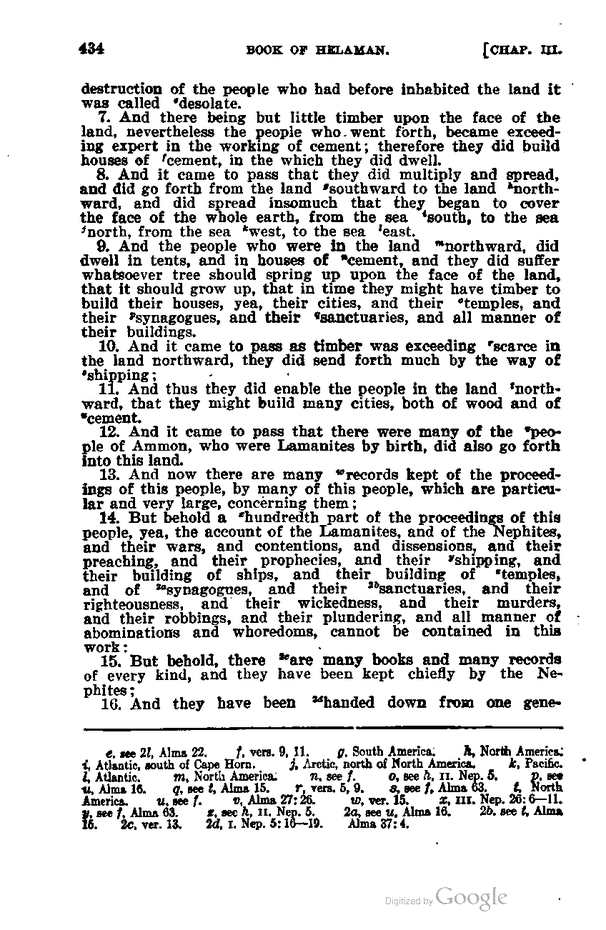 434 BOOK OF HELAMAN. [CHAP. III.
destruction of the people who had before inhabited the land it
was called ᵉdesolate.
7. And there being but little timber upon the face of the
land, nevertheless the people who went forth, became exceed-
ing expert in the working of cement; therefore they did build
houses of ᶠcement, in the which they did dwell.
8. And it came to pass that they did multiply and spread,
and did go forth from the land ᵍsouthward to the land ʰnorth-
ward, and did spread insomuch that they began to cover
the face of the whole earth, from the sea ⁱsouth, to the sea
ʲnorth, from the sea ᵏwest, to the sea ˡeast.
9. And the people who were in the land ᵐnorthward, did
dwell in tents, and in houses of ⁿcement, and they did suffer
whatsoever tree should spring up upon the face of the land,
that it should grow up, that in time they might have timber to
build their houses, yea, their cities, and their ᵒtemples, and
their ᵖsynagogues, and their qsanctuaries, and all manner of
their buildings.
10. And it came to pass as timber was exceeding ʳscarce in
the land northward, they did send forth much by the way of
ˢshipping;
11. And thus they did enable the people in the land ᵗnorth-
ward, that they might build many cities, both of wood and of
ᵘcement.
12. And it came to pass that there were many of the ᵛpeo-
ple of Ammon, who were Lamanites by birth, did also go forth
into this land.
13. And now there are many ʷrecords kept of the proceed-
ings of this people, by many of this people, which are particu-
lar and very large, concerning them;
14. But behold a ˣhundredth part of the proceedings of this
people, yea, the account of the Lamanites, and of the Nephites,
and their wars, and contentions, and dissensions, and their
preaching, and their prophecies, and their ʸshipping, and
their building of ships, and their building of ᶻtemples,
and of ²ᵃsynagogues, and their ²ᵇsanctuaries, and their
righteousness, and their wickedness, and their murders,
and their robbings, and their plundering, and all manner of
abominations and whoredoms, cannot be contained in this
work:
15. But behold, there ²ᶜare many books and many records
of every kind, and they have been kept chiefly by the Ne-
phites;
16. And they have been ²ᵈhanded down from one gene-
e, see 2l, Alma 22. f, vers. 9, 11. g, South America. h, North America.
i, Atlantic, south of Cape Horn. j, Arctic, north of North America. k, Pacific.
l, Atlantic. m, North America. n, see f. o, see h, II. Nep. 5. p, see
u, Alma 16. q, see t, Alma 15. r, vers. 5, 9. s, see f, Alma 63. t, North
America. u, see f. v, Alma 27: 26. w, ver. 15. x, III. Nep. 26: 6—11.
y, see f, Alma 63. z, see h, II. Nep. 5. 2a, see u, Alma 16. 2b, see t, Alma
15. 2c, ver. 13. 2d, I. Nep. 5: 16—19. Alma 37: 4.
Digitized by Google